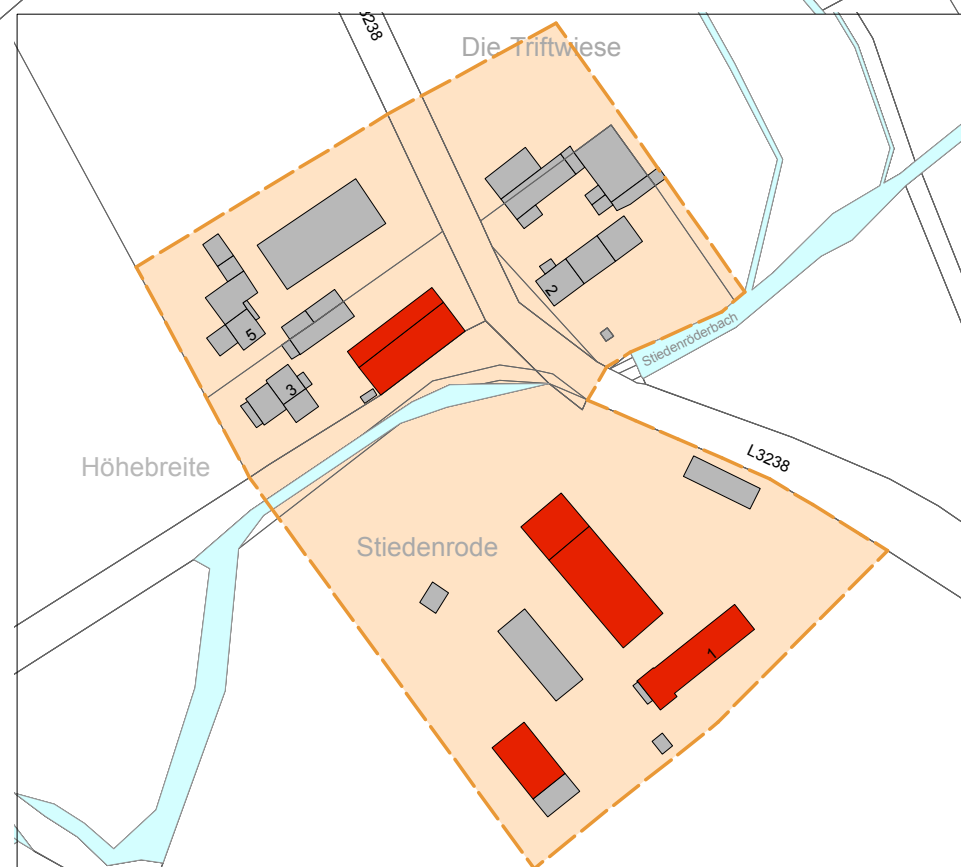 3238
Die Triftwiese
2
5
Stiedenröderbach
3
L3238
Höhebreite
Stiedenrode
1